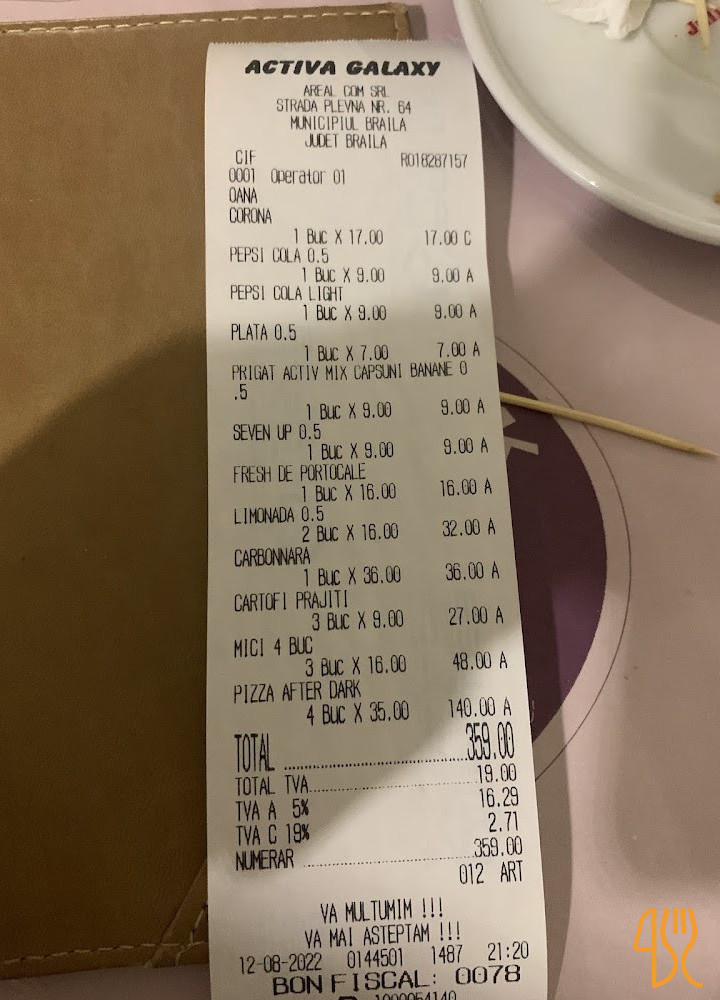 ACTIVA GALAXY
AREAL COM SRL
STRADA PLEVNA NR. 64
MUNICIPIUL BRAILA
JUDET BRAILA
CIF RO18287157
0001 Operator 01
OANA
CORONA
1 Buc X 17.00 17.00 C
PEPSI COLA 0.5
1 Buc X 9.00 9.00 A
PEPSI COLA LIGHT
1 Buc X 9.00 9.00 A
PLATA 0.5
1 Buc X 7.00 7.00 A
PRIGAT ACTIV MIX CAPSUNI BANANE 0
.5
1 Buc X 9.00 9.00 A
SEVEN UP 0.5
1 Buc X 9.00 9.00 A
FRESH DE PORTOCALE
1 Buc X 16.00 16.00 A
LIMONADA 0.5
2 Buc X 16.00 32.00 A
CARBONNARA
1 Buc X 36.00 36.00 A
CARTOFI PRAJITI
3 Buc X 9.00 27.00 A
MICI 4 BUC
3 Buc X 16.00 48.00 A
PIZZA AFTER DARK
4 Buc X 35.00 140.00 A
TOTAL ........................ 359.00
TOTAL TVA........................ 19.00
TVA A 5% 16.29
TVA C 19% 2.71
NUMERAR ........................ 359.00
012 ART
VA MULTUMIM !!!
VA MAI ASTEPTAM !!!
12-08-2022 0144501 1487 21:20
BON FISCAL: 0078